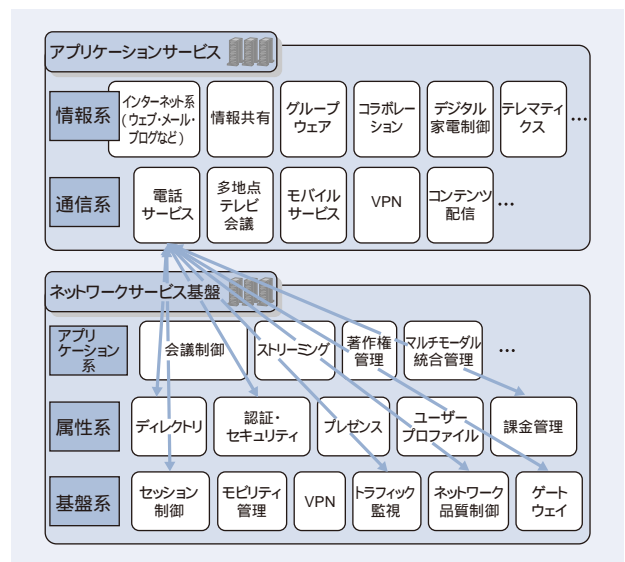 アプリケーションサービス
情報系
インターネット系
(ウェブ・メール・
ブログなど)
情報共有
グループ
ウェア
コラボレー
ション
デジタル
家電制御
テレマティ
クス
…
通信系
電話
サービス
多地点
テレビ
会議
モバイル
サービス
VPN
コンテンツ
配信
…
ネットワークサービス基盤
アプリ
ケーション
系
会議制御
ストリーミング
著作権
管理
マルチモーダル
統合管理
…
属性系
ディレクトリ
認証・
セキュリティ
プレゼンス
ユーザー
プロファイル
課金管理
基盤系
セッション
制御
モビリティ
管理
VPN
トラフィック
監視
ネットワーク
品質制御
ゲート
ウェイ